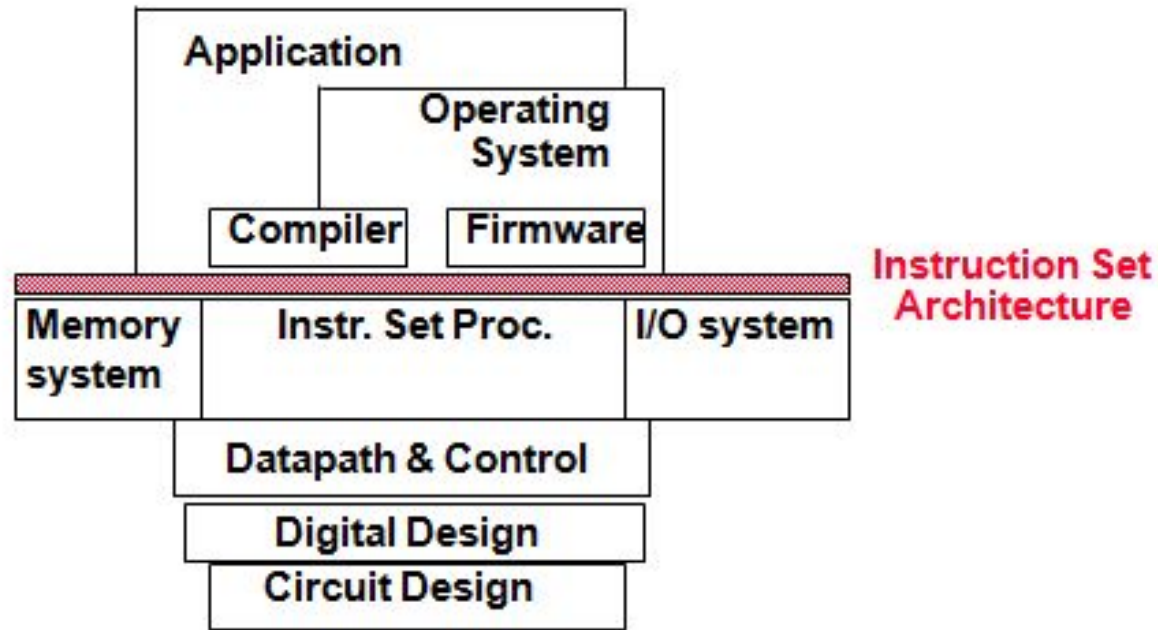 Application
Operating
System
Compiler
Firmware
Instruction Set
Architecture
Memory
system
Instr. Set Proc.
I/O system
Datapath & Control
Digital Design
Circuit Design